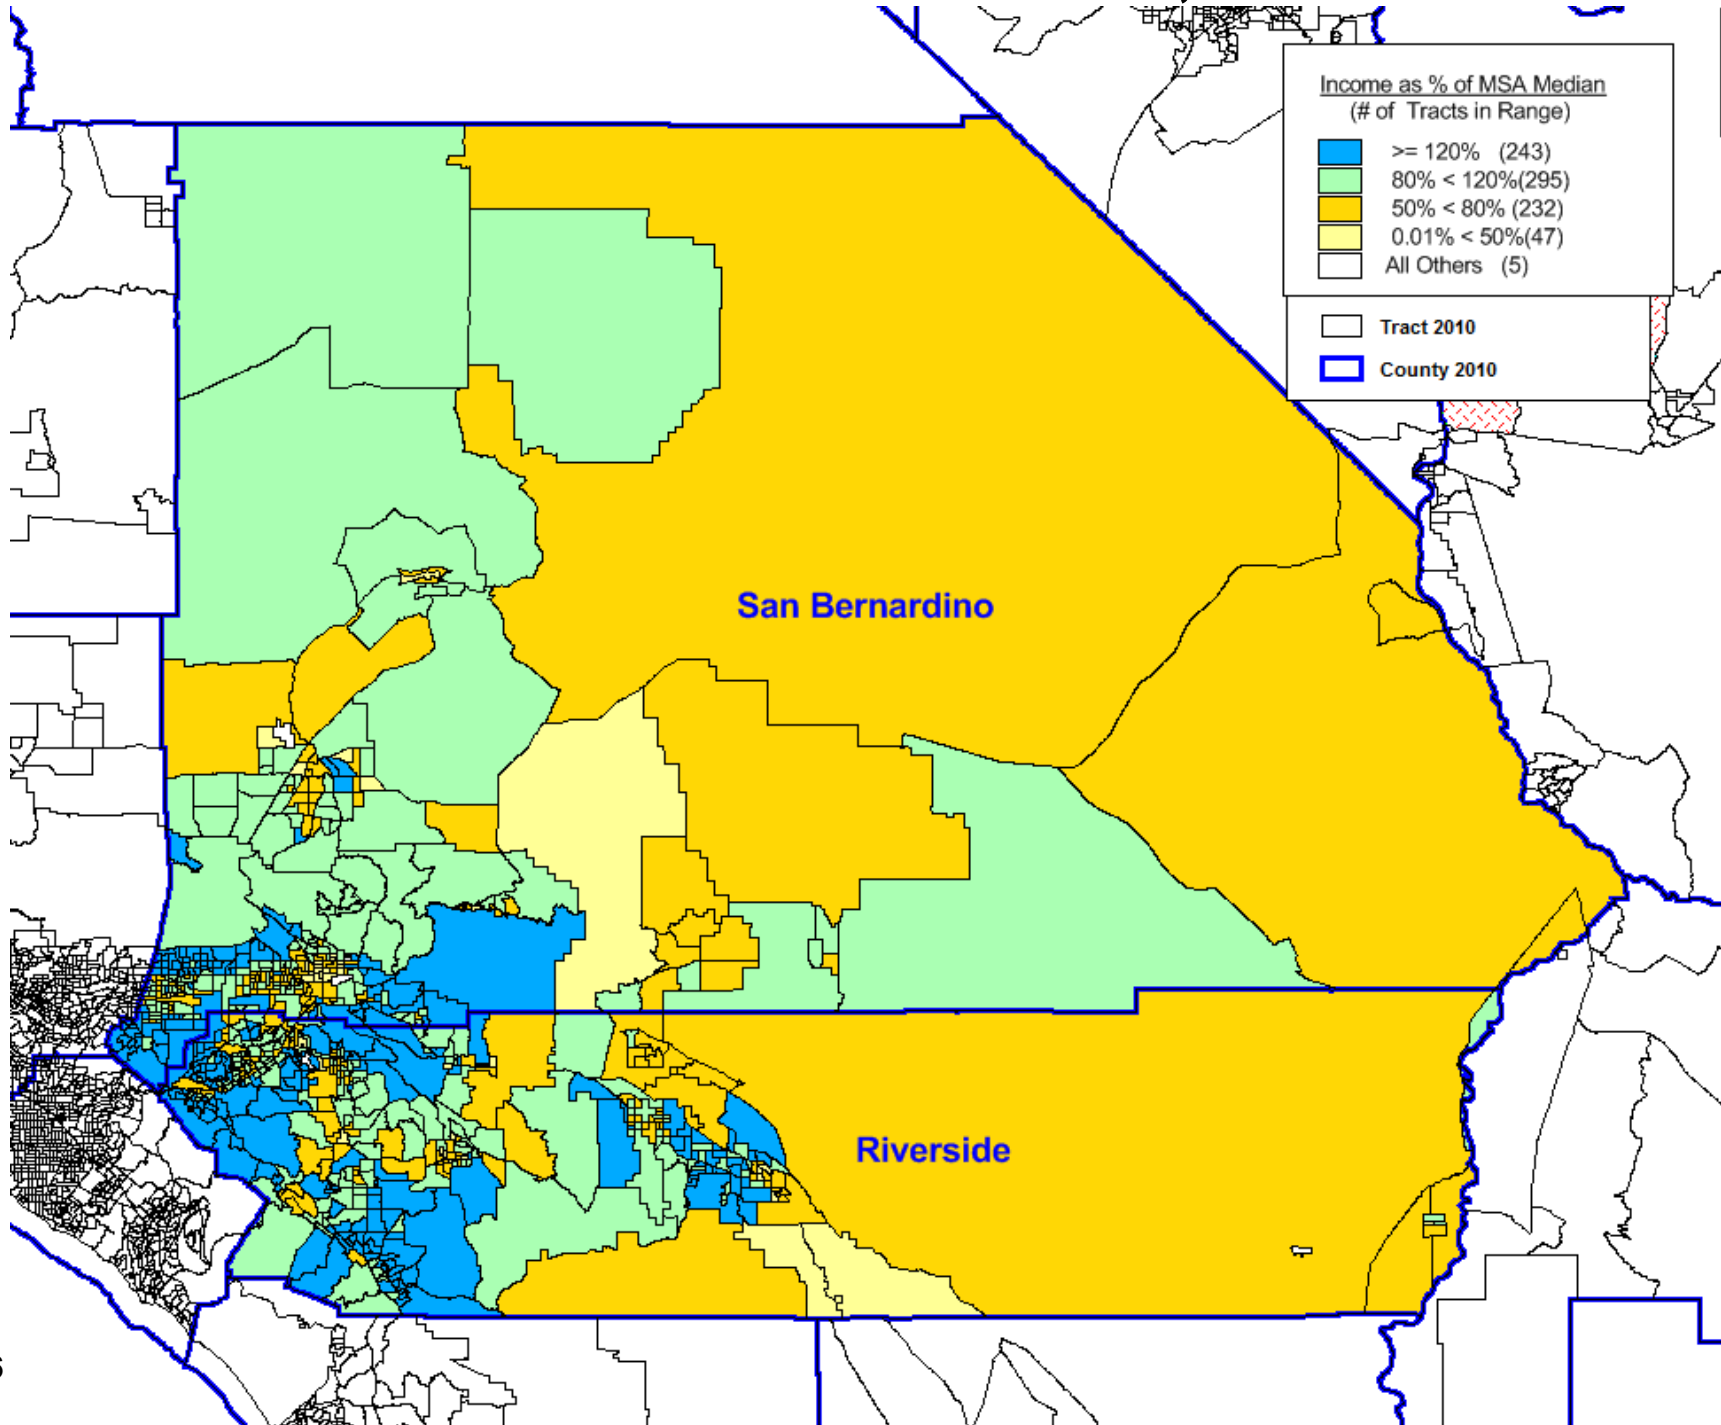 Income as % of MSA Median
(# of Tracts in Range)
>= 120% (243)
80% < 120%(295)
50% < 80% (232)
0.01% < 50%(47)
All Others (5)
Tract 2010
County 2010
San Bernardino
Riverside